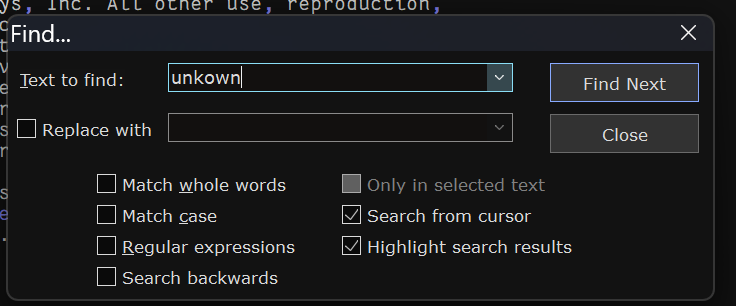 ys, Inc. All other use, reproduction,
Find...
Text to find:
unkown
Find Next
Replace with
Close
Match whole words
Only in selected text
Match case
Search from cursor
Regular expressions
Highlight search results
Search backwards